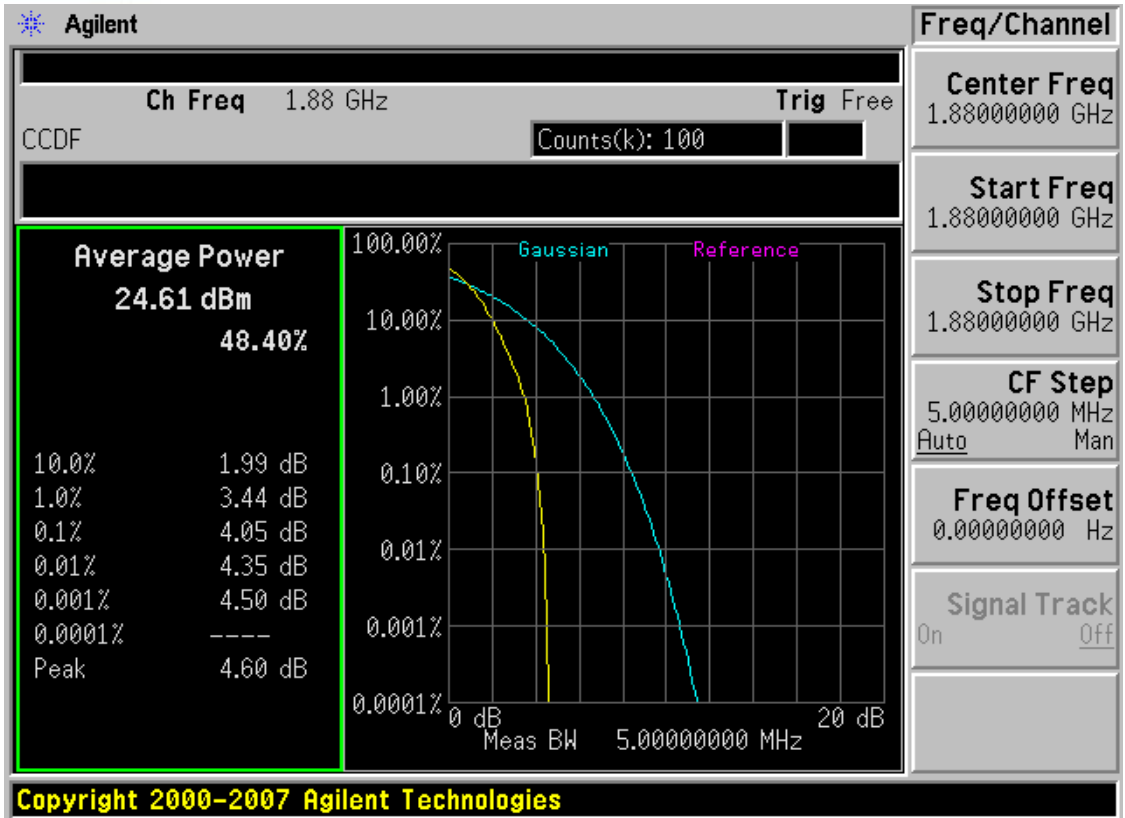 Agilent
Ch Freq 1.88 GHz Trig Free
CCDF Counts(k): 100
Average Power
24.61 dBm
48.40%
10.0% 1.99 dB
1.0% 3.44 dB
0.1% 4.05 dB
0.01% 4.35 dB
0.001% 4.50 dB
0.0001% ----
Peak 4.60 dB
Gaussian Reference
100.00%
10.00%
1.00%
0.10%
0.01%
0.001%
0.0001%
0 dB 20 dB
Meas BW 5.00000000 MHz
Freq/Channel
Center Freq
1.88000000 GHz
Start Freq
1.88000000 GHz
Stop Freq
1.88000000 GHz
CF Step
5.00000000 MHz
Auto Man
Freq Offset
0.00000000 Hz
Signal Track
On Off
Copyright 2000-2007 Agilent Technologies